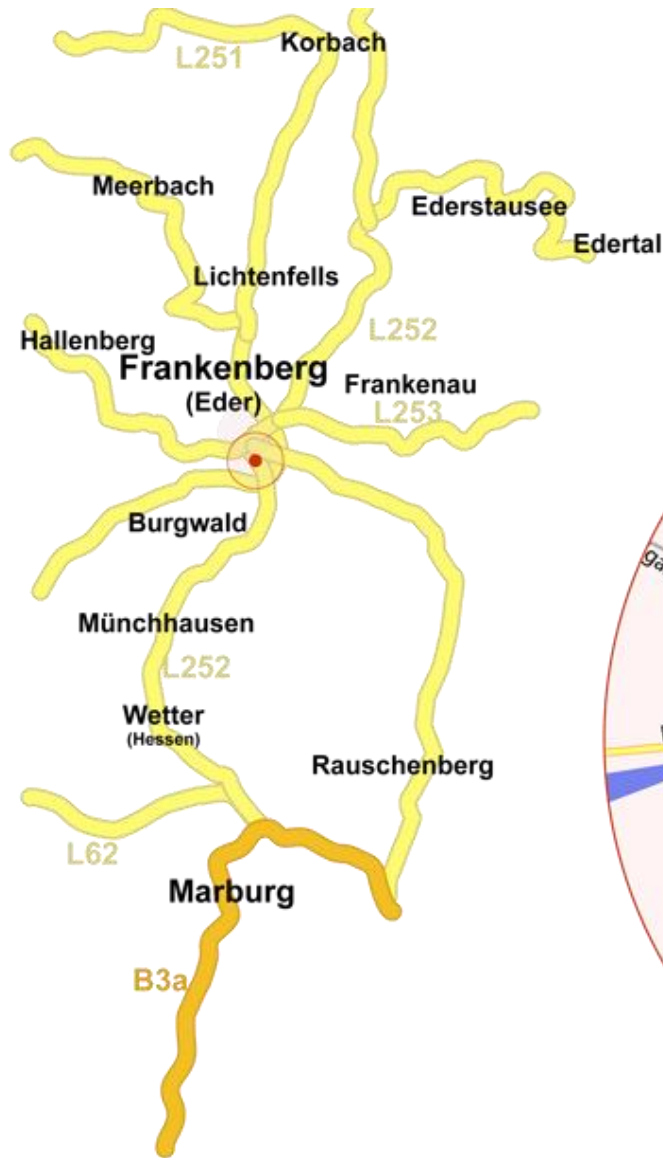 Korbach
L251
Meerbach
Ederstausee
Edertal
Lichtenfells
L252
Hallenberg
Frankenberg
(Eder)
Frankenau
L253
Burgwald
Münchhausen
L252
Wetter
(Hessen)
Rauschenberg
L62
Marburg
B3a